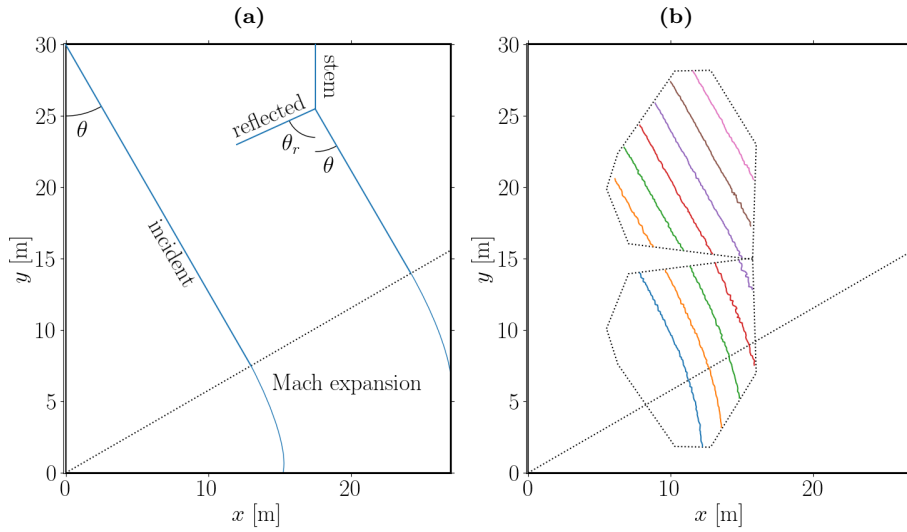 (a)
30
25
20
15
10
5
0
0
10
20
y [m]
x [m]
θ
stem
reflected
θr
θ
incident
Mach expansion
(b)
30
25
20
15
10
5
0
0
10
20
y [m]
x [m]